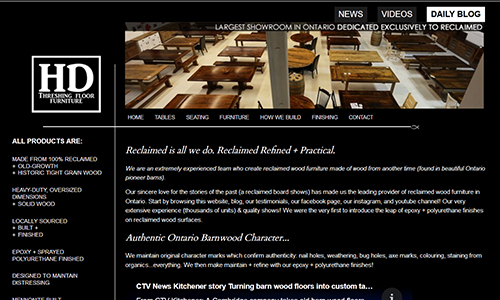 NEWS VIDEOS DAILY BLOG
LARGEST SHOWROOM IN ONTARIO DEDICATED EXCLUSIVELY TO RECLAIMED
HD
THRESHING FLOOR
FURNITURE
HOME TABLES SEATING FURNITURE HOW WE BUILD FINISHING CONTACT
ALL PRODUCTS ARE:
MADE FROM 100% RECLAIMED
+ OLD-GROWTH
+ HISTORIC TIGHT GRAIN WOOD
HEAVY-DUTY, OVERSIZED
DIMENSIONS
+ SOLID WOOD
LOCALLY SOURCED
+ BUILT +
+ FINISHED
EPOXY + SPRAYED
POLYURETHANE FINISHED
DESIGNED TO MAINTAIN
DISTRESSING
MENNONITE BUILT
Reclaimed is all we do. Reclaimed Refined + Practical.
We are an extremely experienced team who create reclaimed wood furniture made of wood from another time (found in beautiful Ontario
pioneer barns).
Our sincere love for the stories of the past (a reclaimed board shows) has made us the leading provider of reclaimed wood furniture in
Ontario. Start by browsing this website, blog, our testimonials, our facebook page, our instagram, and youtube channel! Our very
extensive experience (thousands of units) & quality shows! We were the very first to introduce the leap of epoxy + polyurethane finishes
on reclaimed wood surfaces.
Authentic Ontario Barnwood Character...
We maintain original character marks which confirm authenticity: nail holes, weathering, bug holes, axe marks, colouring, staining from
organics...everything. We then make maintain + refine with our epoxy + polyurethane finishes!
CTV News Kitchener story Turning barn wood floors into custom ta...